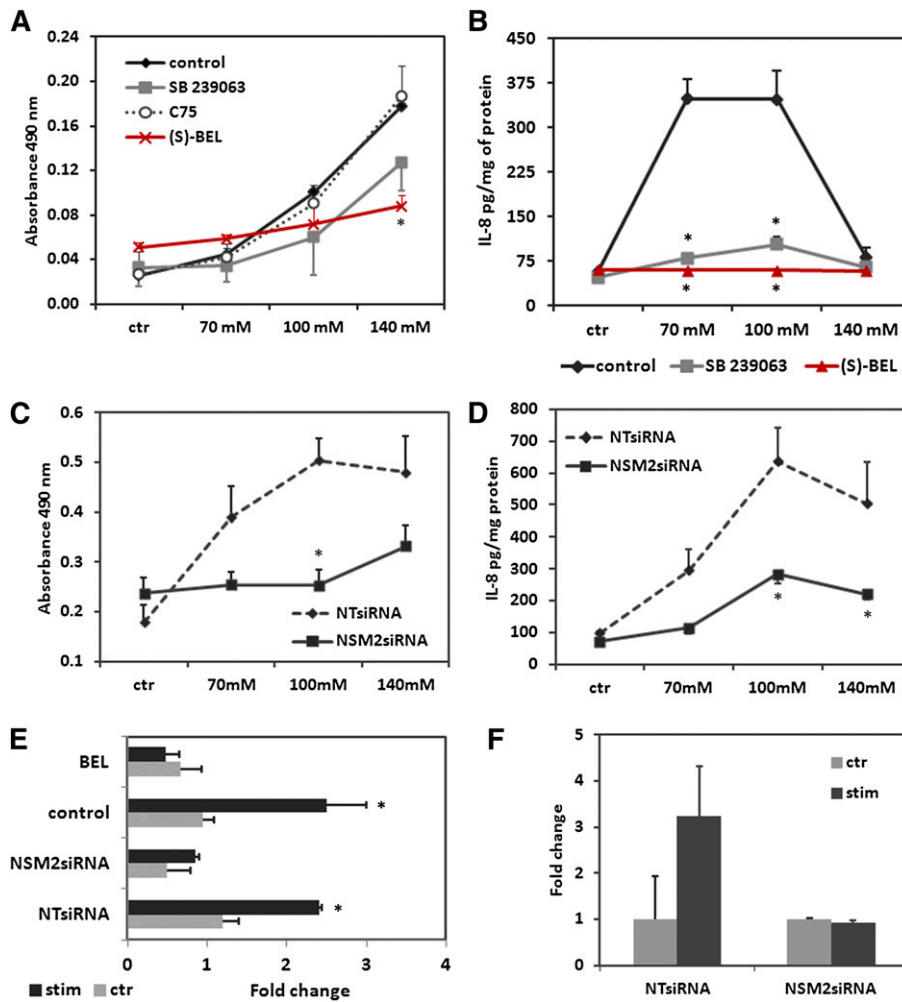 A
Absorbance 490 nm
0.24
0.20
0.16
0.12
0.08
0.04
0.00
control
SB 239063
C75
(S)-BEL
*
ctr 70 mM 100 mM 140 mM
B
IL-8 pg/mg of protein
450
375
300
225
150
75
0
* *
* *
ctr 70 mM 100 mM 140 mM
control SB 239063 (S)-BEL
C
Absorbance 490 nm
0.6
0.5
0.4
0.3
0.2
0.1
*
NTsiRNA
NSM2siRNA
ctr 70mM 100mM 140mM
D
IL-8 pg/mg protein
800
700
600
500
400
300
200
100
0
NTsiRNA
NSM2siRNA
* *
ctr 70mM 100mM 140mM
E
BEL
control *
NSM2siRNA
NTsiRNA *
0 1 2 3 4
stim ctr Fold change
F
Fold change
5
4
3
2
1
0
ctr
stim
NTsiRNA NSM2siRNA